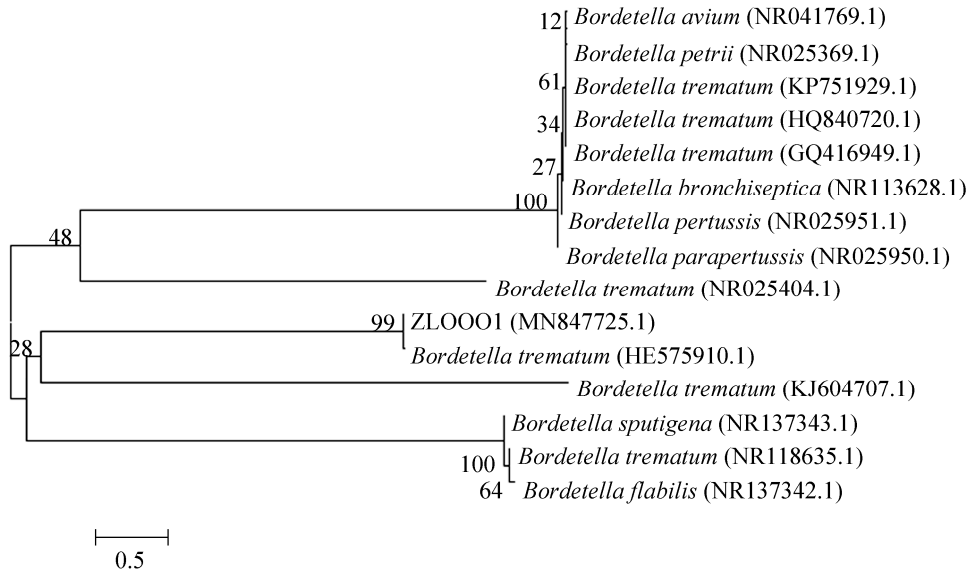 12 Bordetella avium (NR041769.1)
Bordetella petrii (NR025369.1)
61 Bordetella trematum (KP751929.1)
34 Bordetella trematum (HQ840720.1)
Bordetella trematum (GQ416949.1)
27 Bordetella bronchiseptica (NR113628.1)
100 Bordetella pertussis (NR025951.1)
48 Bordetella parapertussis (NR025950.1)
Bordetella trematum (NR025404.1)
99 ZLOOO1 (MN847725.1)
28 Bordetella trematum (HE575910.1)
Bordetella trematum (KJ604707.1)
Bordetella sputigena (NR137343.1)
100 Bordetella trematum (NR118635.1)
64 Bordetella flabilis (NR137342.1)
0.5